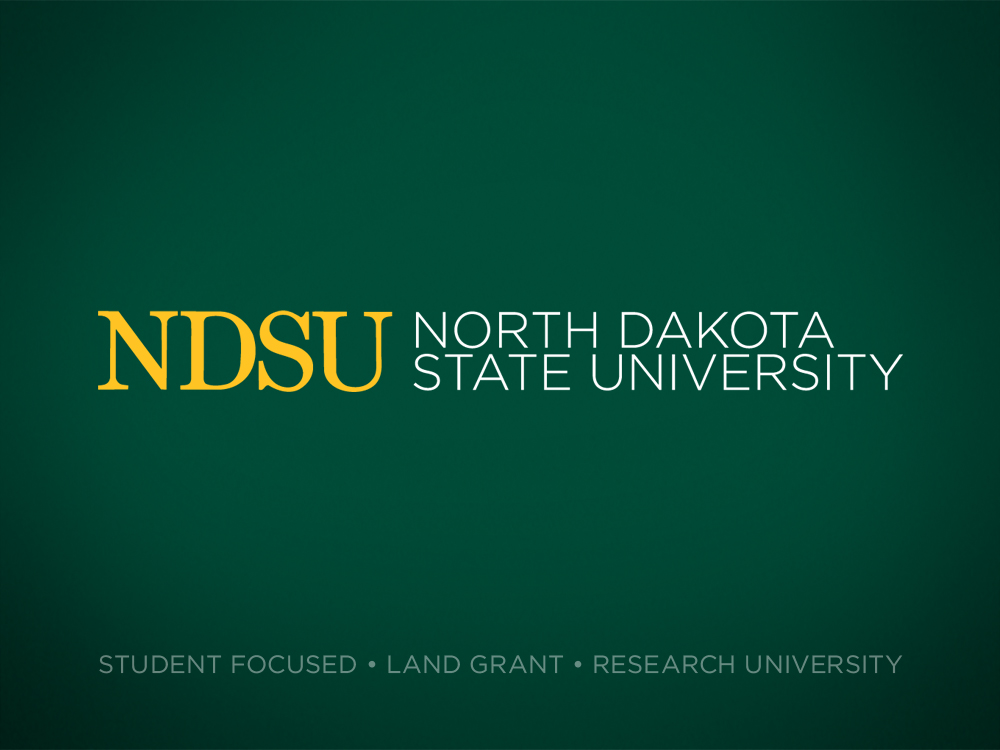 NDSU
NORTH DAKOTA
STATE UNIVERSITY
STUDENT FOCUSED • LAND GRANT • RESEARCH UNIVERSITY